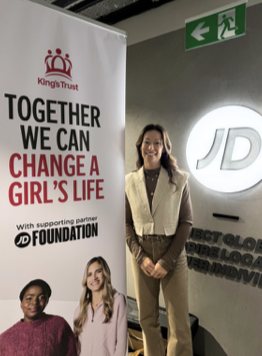 King's Trust
TOGETHER
WE CAN
CHANGE A
GIRL'S LIFE
With supporting partner
JD FOUNDATION
JD